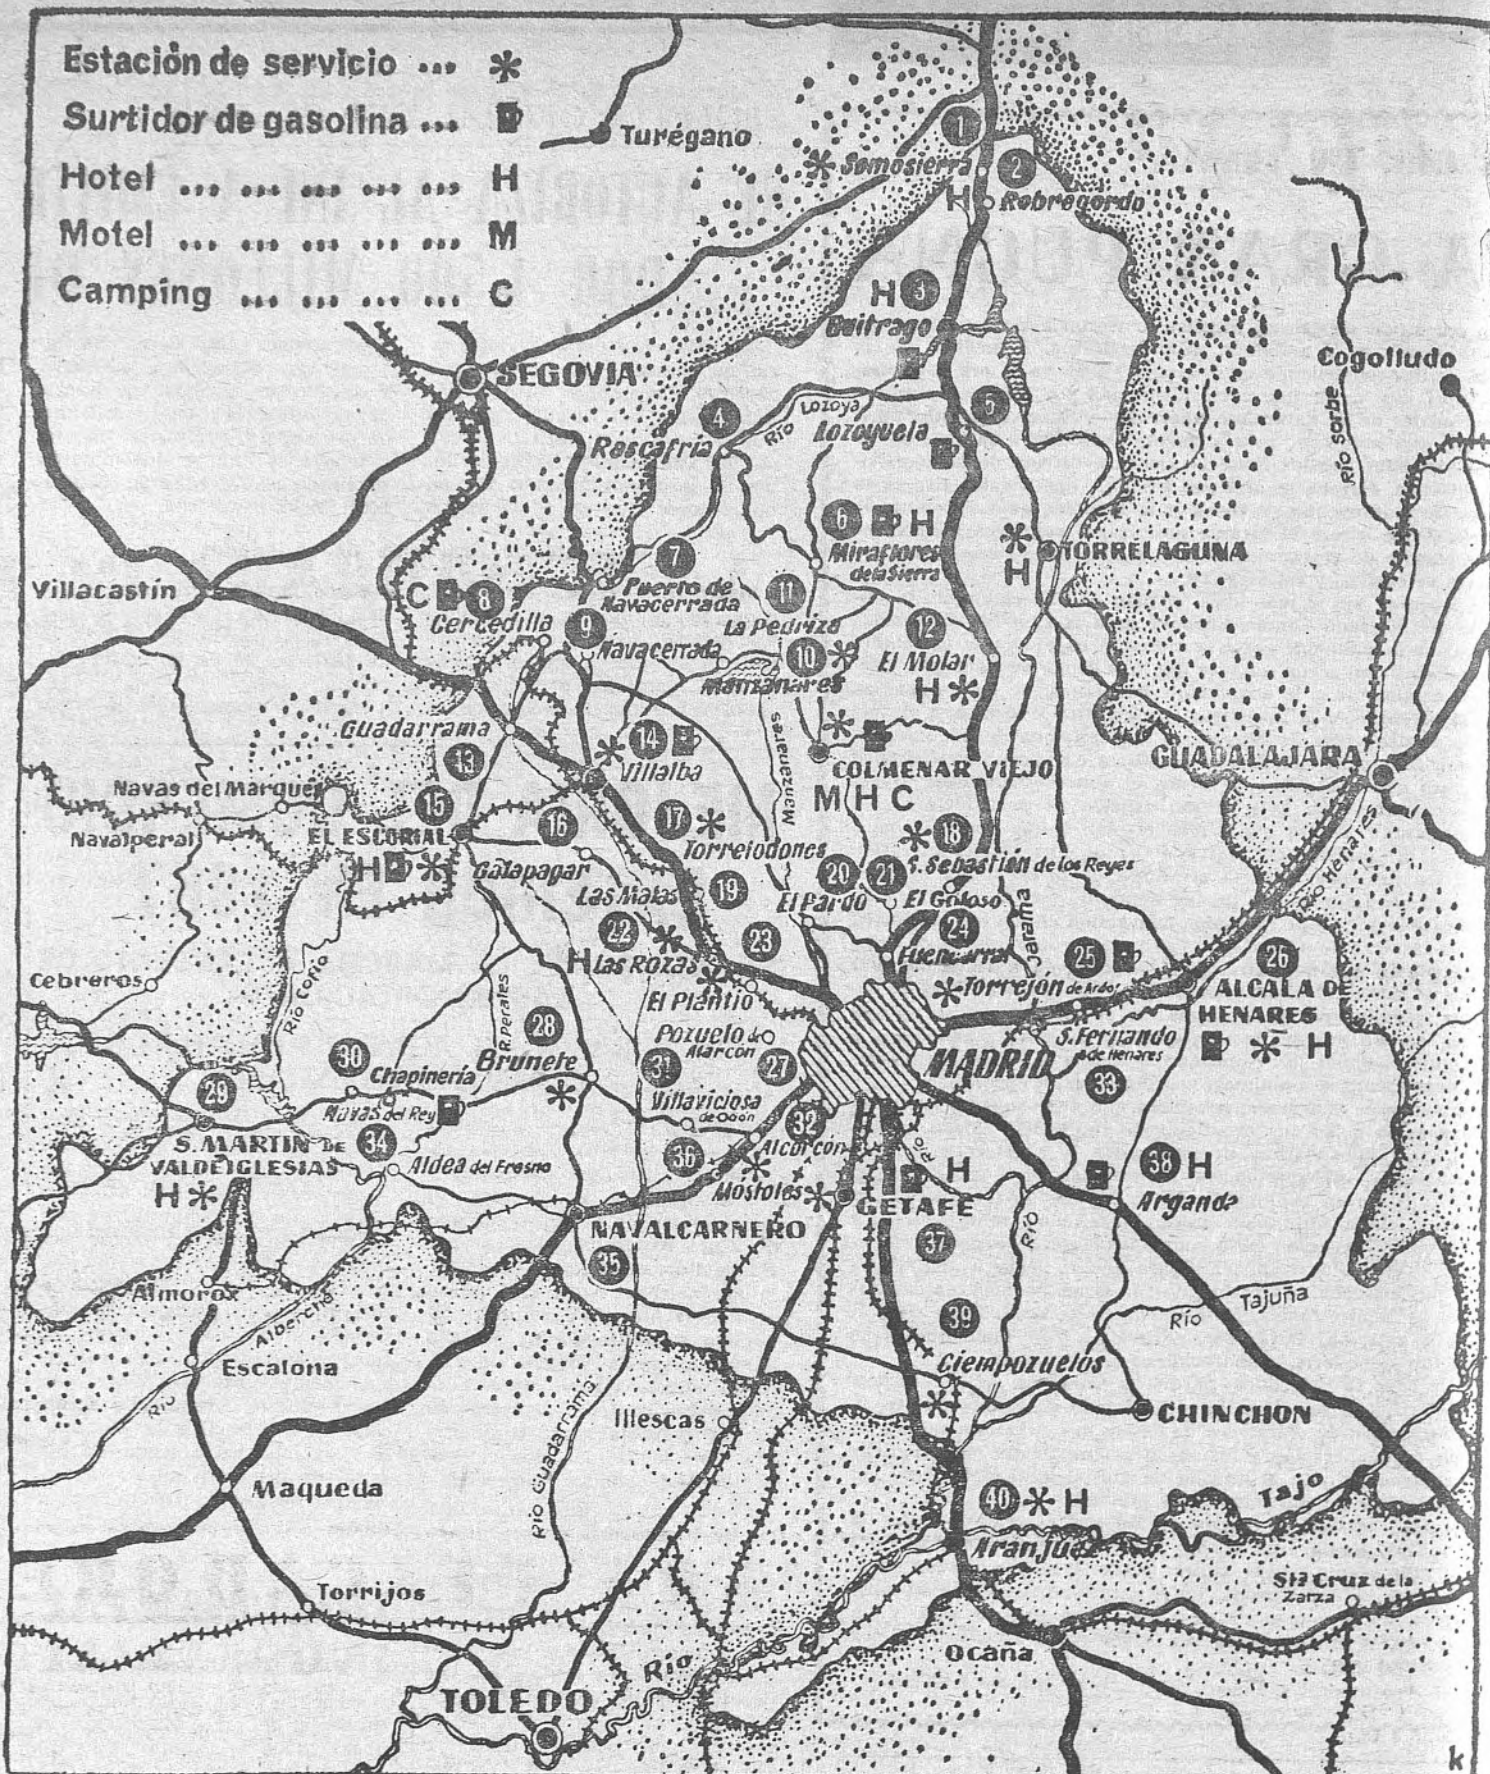 Estación de servicio ... *
Surtidor de gasolina ...
Hotel ... ... ... ... ... H
Motel ... ... ... ... ... M
Camping ... ... ... ... C
Turégano
1
* Somosierra
2
H
Robregordo
H 3
Buitrago
Cogolludo
SEGOVIA
4
Río Lozoya
5
Rascafría
Lozoyuela
Río Sorbe
6 H
Miraflores
de la Sierra
*
TORRELAGUNA
H
7
Puerto de
Navacerrada
Villacastín
C 8
Cercedilla
11
La Pedriza
9
Navacerrada
10 *
Manzanares
12
El Molar
H *
Guadarrama
13
* 14
Villalba
Manzanares
*
COLMENAR VIEJO
M H C
GUADALAJARA
Navas del Marques
Navalperal
15
EL ESCORIAL
H *
16
Galapagar
17 *
Torrelodones
* 18
S. Sebastián de los Reyes
Río Henares
Las Matas
19
20
El Pardo
21
El Goloso
22 *
H Las Rozas
*
23
El Plantío
24
Fuencarral
Jarama
25
* Torrejón de Ardoz
26
ALCALA DE
HENARES
* H
Cebreros
Río Cofio
R. Perales
28
Brunete
*
Pozuelo de
Alarcón
27
MADRID
S. Fernando
de Henares
33
29
S. MARTIN DE
VALDEIGLESIAS
H *
30
Chapinería
Navas del Rey
31
Villaviciosa
de Odón
32
Alcorcón
34
Aldea del Fresno
36
*
Móstoles *
Río
H
GETAFE
38 H
Arganda
NAVALCARNERO
35
37
Río
Almorox
Alberche
39
Río
Tajuña
Escalona
Río
Ciempozuelos
*
Illescas
Río Guadarrama
CHINCHON
Maqueda
40 * H
Aranjuez
Tajo
Torrijos
Sta Cruz de la
Zarza
Ocaña
Río
TOLEDO
k